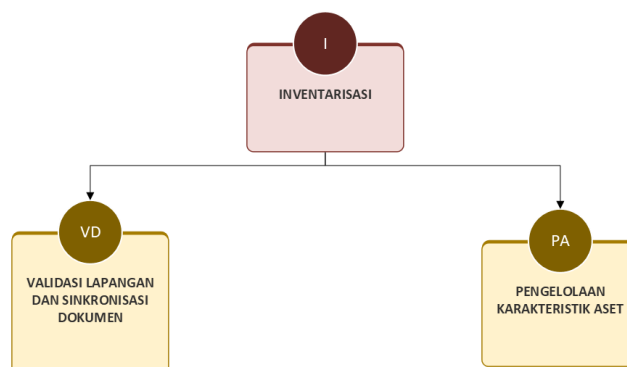 I
INVENTARISASI
VD
VALIDASI LAPANGAN
DAN SINKRONISASI
DOKUMEN
PA
PENGELOLAAN
KARAKTERISTIK ASET